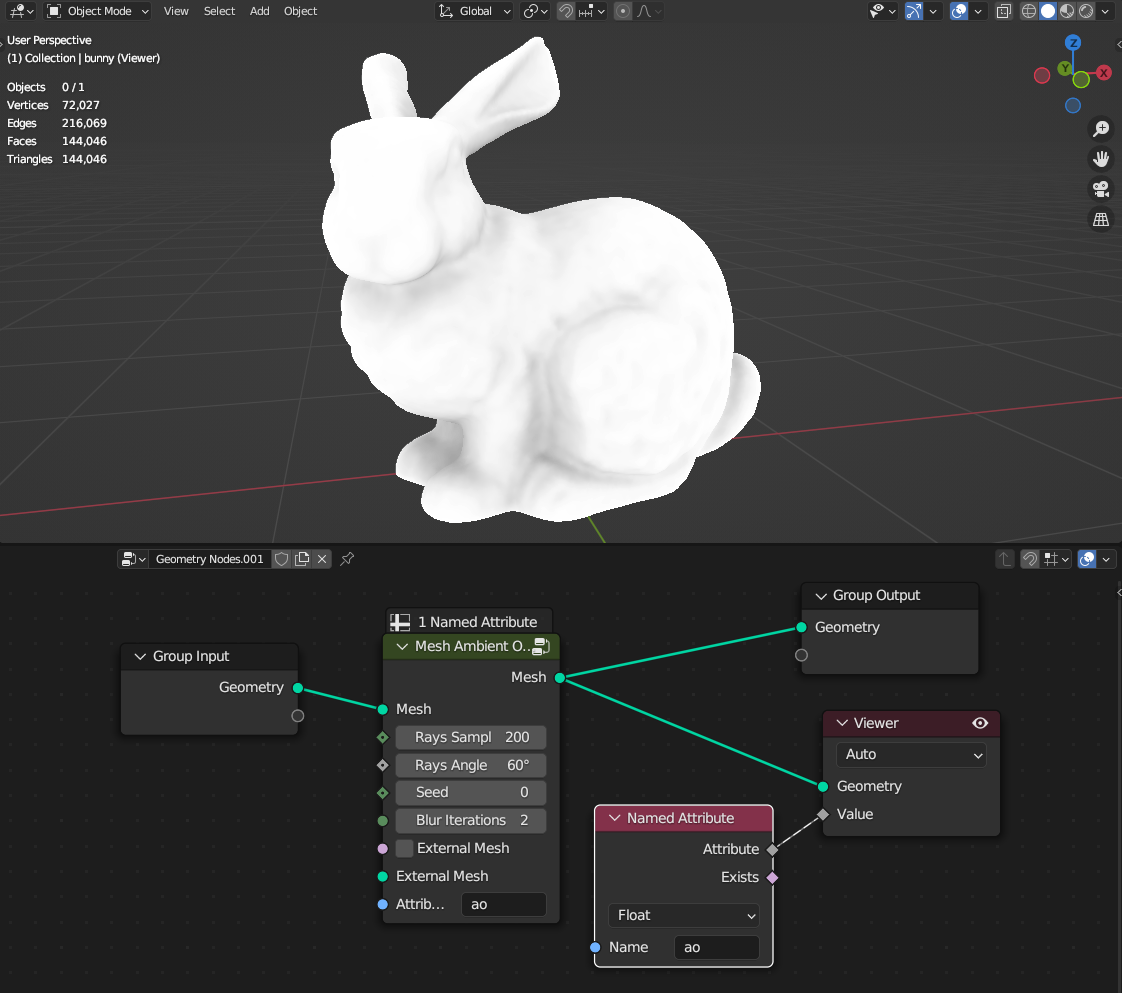 Object Mode View Select Add Object Global
User Perspective
(1) Collection | bunny (Viewer)
Objects 0 / 1
Vertices 72,027
Edges 216,069
Faces 144,046
Triangles 144,046
Z
Y
X
Geometry Nodes.001
Group Input
Geometry
1 Named Attribute
Mesh Ambient O..
Mesh
Mesh
Rays Sampl 200
Rays Angle 60°
Seed 0
Blur Iterations 2
External Mesh
External Mesh
Attrib... ao
Group Output
Geometry
Viewer
Auto
Geometry
Value
Named Attribute
Attribute
Exists
Float
Name ao